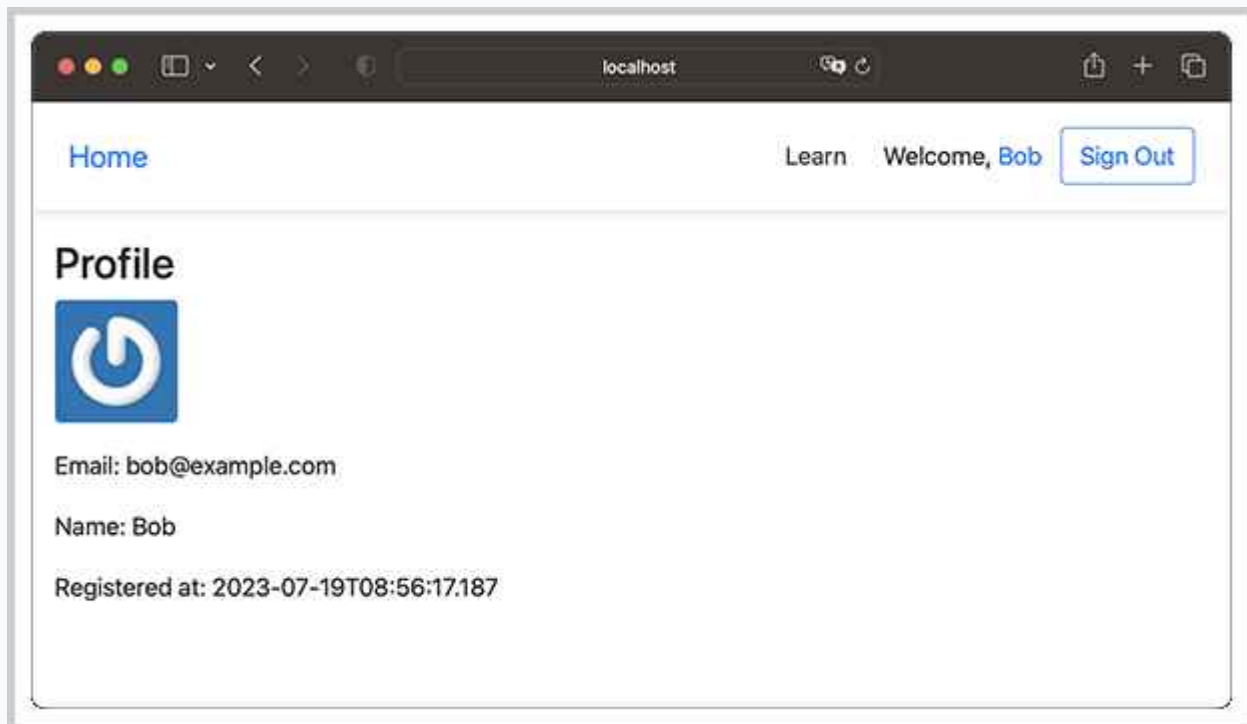 localhost
Home Learn Welcome, Bob Sign Out
Profile
Email: bob@example.com
Name: Bob
Registered at: 2023-07-19T08:56:17.187